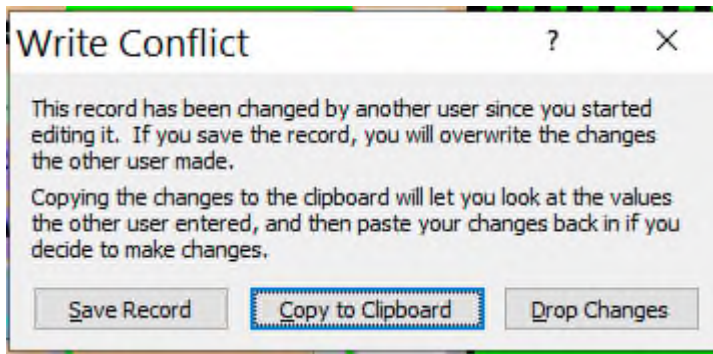 Write Conflict ? X
This record has been changed by another user since you started
editing it. If you save the record, you will overwrite the changes
the other user made.
Copying the changes to the clipboard will let you look at the values
the other user entered, and then paste your changes back in if you
decide to make changes.
Save Record Copy to Clipboard Drop Changes